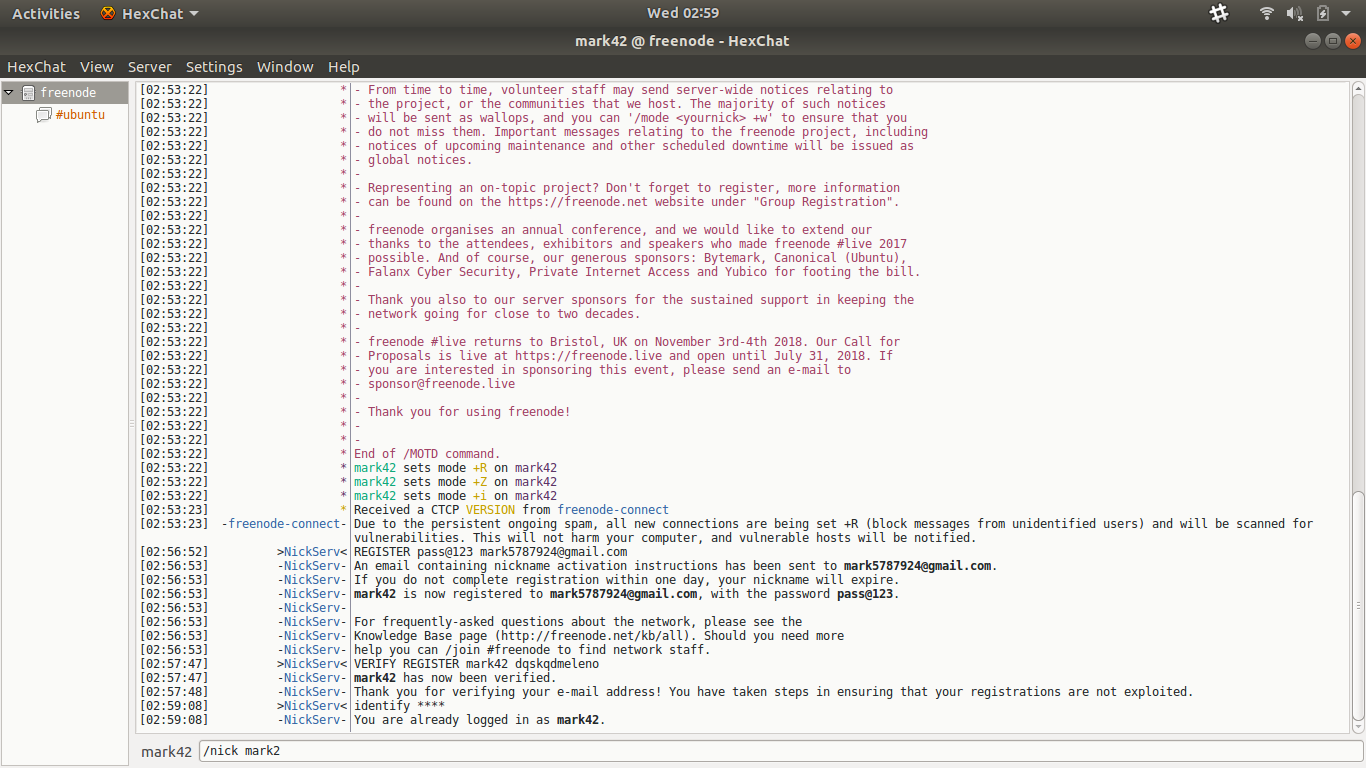 Activities HexChat Wed 02:59
mark42 @ freenode - HexChat
HexChat View Server Settings Window Help
freenode
#ubuntu
[02:53:22] * - From time to time, volunteer staff may send server-wide notices relating to
[02:53:22] * - the project, or the communities that we host. The majority of such notices
[02:53:22] * - will be sent as wallops, and you can '/mode <yournick> +w' to ensure that you
[02:53:22] * - do not miss them. Important messages relating to the freenode project, including
[02:53:22] * - notices of upcoming maintenance and other scheduled downtime will be issued as
[02:53:22] * - global notices.
[02:53:22] * -
[02:53:22] * - Representing an on-topic project? Don't forget to register, more information
[02:53:22] * - can be found on the https://freenode.net website under "Group Registration".
[02:53:22] * -
[02:53:22] * - freenode organises an annual conference, and we would like to extend our
[02:53:22] * - thanks to the attendees, exhibitors and speakers who made freenode #live 2017
[02:53:22] * - possible. And of course, our generous sponsors: Bytemark, Canonical (Ubuntu),
[02:53:22] * - Falanx Cyber Security, Private Internet Access and Yubico for footing the bill.
[02:53:22] * -
[02:53:22] * - Thank you also to our server sponsors for the sustained support in keeping the
[02:53:22] * - network going for close to two decades.
[02:53:22] * -
[02:53:22] * - freenode #live returns to Bristol, UK on November 3rd-4th 2018. Our Call for
[02:53:22] * - Proposals is live at https://freenode.live and open until July 31, 2018. If
[02:53:22] * - you are interested in sponsoring this event, please send an e-mail to
[02:53:22] * - sponsor@freenode.live
[02:53:22] * -
[02:53:22] * - Thank you for using freenode!
[02:53:22] * -
[02:53:22] * -
[02:53:22] * End of /MOTD command.
[02:53:22] * mark42 sets mode +R on mark42
[02:53:22] * mark42 sets mode +Z on mark42
[02:53:22] * mark42 sets mode +i on mark42
[02:53:23] * Received a CTCP VERSION from freenode-connect
[02:53:23] -freenode-connect- Due to the persistent ongoing spam, all new connections are being set +R (block messages from unidentified users) and will be scanned for
vulnerabilities. This will not harm your computer, and vulnerable hosts will be notified.
[02:56:52] >NickServ< REGISTER pass@123 mark5787924@gmail.com
[02:56:53] -NickServ- An email containing nickname activation instructions has been sent to mark5787924@gmail.com.
[02:56:53] -NickServ- If you do not complete registration within one day, your nickname will expire.
[02:56:53] -NickServ- mark42 is now registered to mark5787924@gmail.com, with the password pass@123.
[02:56:53] -NickServ-
[02:56:53] -NickServ- For frequently-asked questions about the network, please see the
[02:56:53] -NickServ- Knowledge Base page (http://freenode.net/kb/all). Should you need more
[02:56:53] -NickServ- help you can /join #freenode to find network staff.
[02:57:47] >NickServ< VERIFY REGISTER mark42 dqskqdmeleno
[02:57:47] -NickServ- mark42 has now been verified.
[02:57:48] -NickServ- Thank you for verifying your e-mail address! You have taken steps in ensuring that your registrations are not exploited.
[02:59:08] >NickServ< identify ****
[02:59:08] -NickServ- You are already logged in as mark42.
mark42 /nick mark2